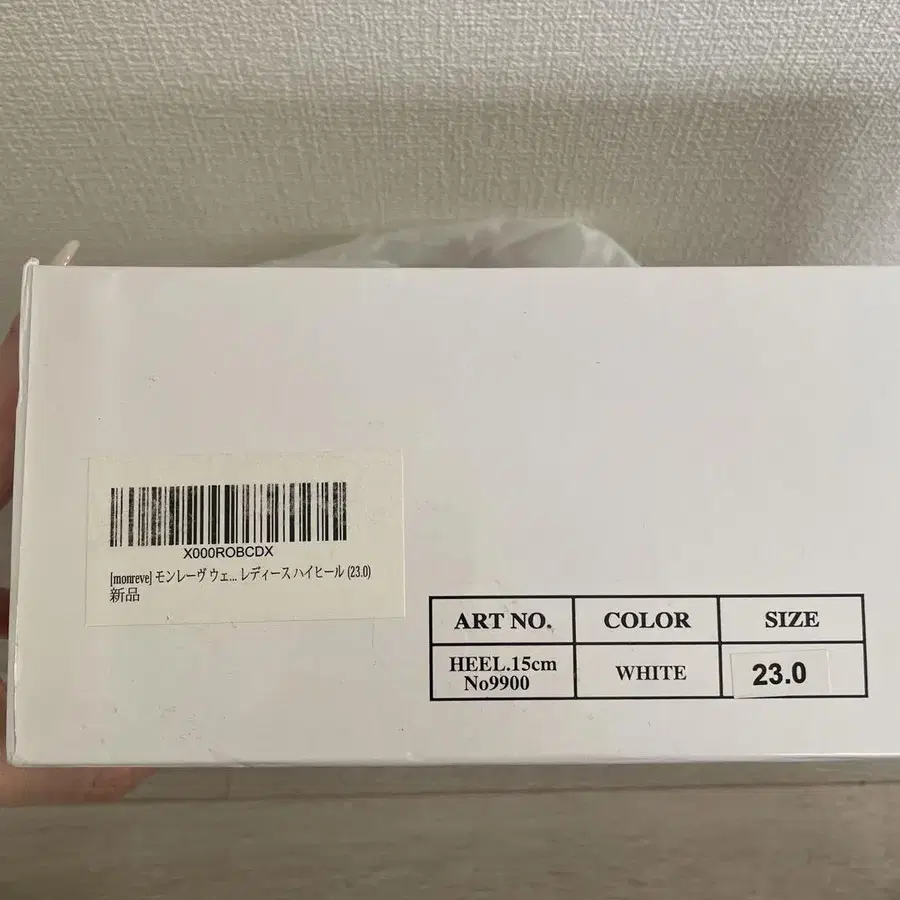 X000ROBCDX
[monreve] モンレーヴ ウェ... レディース ハイヒール (23.0)
新品
ART NO. COLOR SIZE
HEEL.15cm No9900 WHITE 23.0